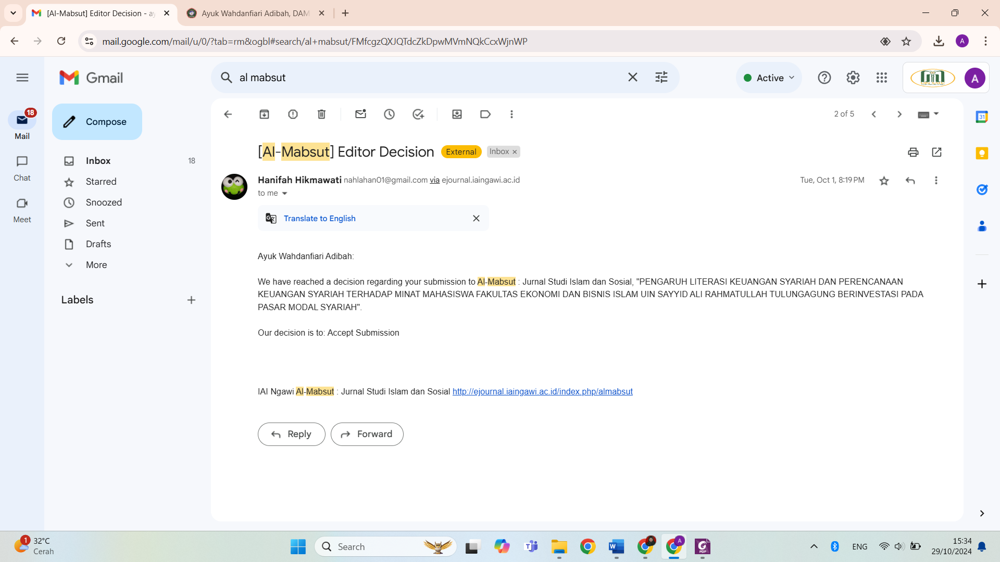 [Al-Mabsut] Editor Decision - ay
Ayuk Wahdanfiari Adibah, DAM
mail.google.com/mail/u/0/?tab=rm&ogbl#search/al+mabsut/FMfcgzQXJQTdcZkDpwMVmNQkCcxWjnWP
A
Gmail
al mabsut
Active
A
18
Mail
Chat
Meet
Compose
Inbox 18
Starred
Snoozed
Sent
Drafts
More
Labels
2 of 5
31
[Al-Mabsut] Editor Decision External Inbox
Hanifah Hikmawati nahlahan01@gmail.com via ejournal.iaingawi.ac.id
Tue, Oct 1, 8:19 PM
to me
Translate to English
Ayuk Wahdanfiari Adibah:
We have reached a decision regarding your submission to Al-Mabsut : Jurnal Studi Islam dan Sosial, "PENGARUH LITERASI KEUANGAN SYARIAH DAN PERENCANAAN
KEUANGAN SYARIAH TERHADAP MINAT MAHASISWA FAKULTAS EKONOMI DAN BISNIS ISLAM UIN SAYYID ALI RAHMATULLAH TULUNGAGUNG BERINVESTASI PADA
PASAR MODAL SYARIAH".
Our decision is to: Accept Submission
IAI Ngawi Al-Mabsut : Jurnal Studi Islam dan Sosial http://ejournal.iaingawi.ac.id/index.php/almabsut
Reply
Forward
1
32°C
Cerah
Search
W
A
PDF
ENG
15:34
29/10/2024